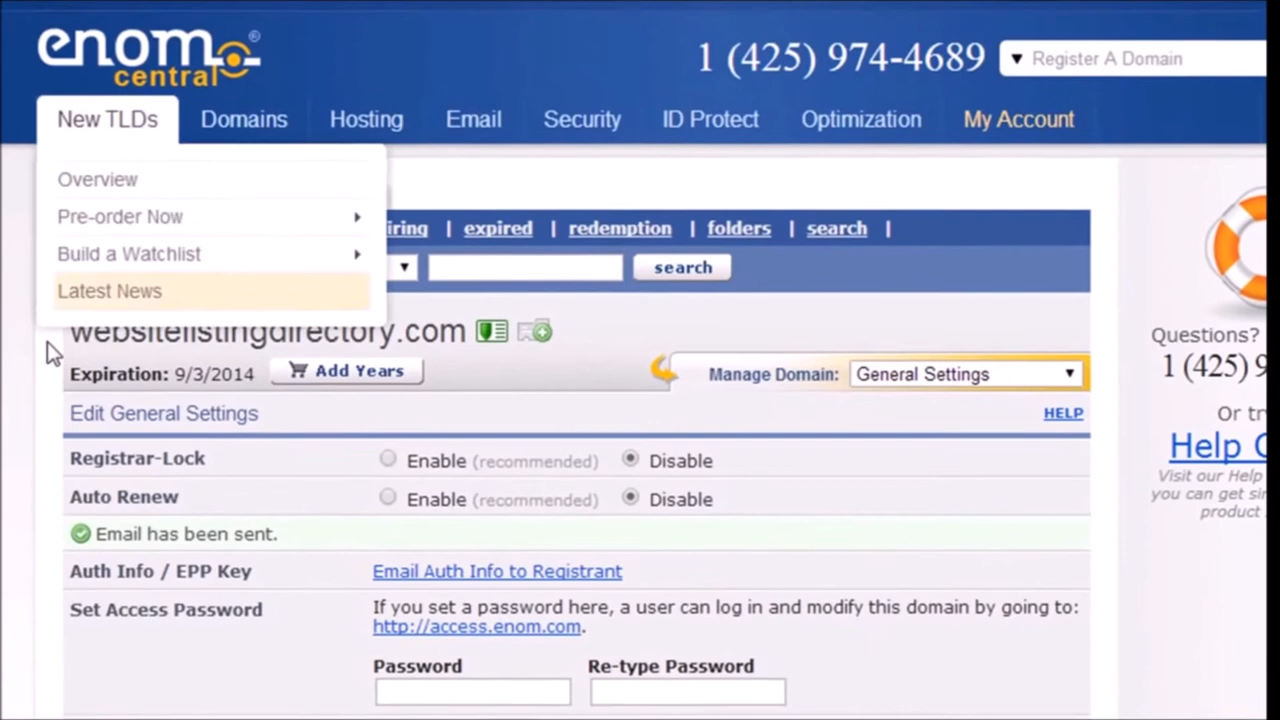 enom®
central
1 (425) 974-4689
Register A Domain
New TLDs Domains Hosting Email Security ID Protect Optimization My Account
Overview
Pre-order Now
Build a Watchlist
Latest News
iring | expired | redemption | folders | search |
search
websitelistingdirectory.com
Expiration: 9/3/2014 Add Years
Manage Domain: General Settings
Edit General Settings HELP
Registrar-Lock Enable (recommended) Disable
Auto Renew Enable (recommended) Disable
Email has been sent.
Auth Info / EPP Key Email Auth Info to Registrant
Set Access Password If you set a password here, a user can log in and modify this domain by going to:
http://access.enom.com.
Password Re-type Password
Questions?
1 (425) 9
Or tr
Help C
Visit our Help
you can get si
product